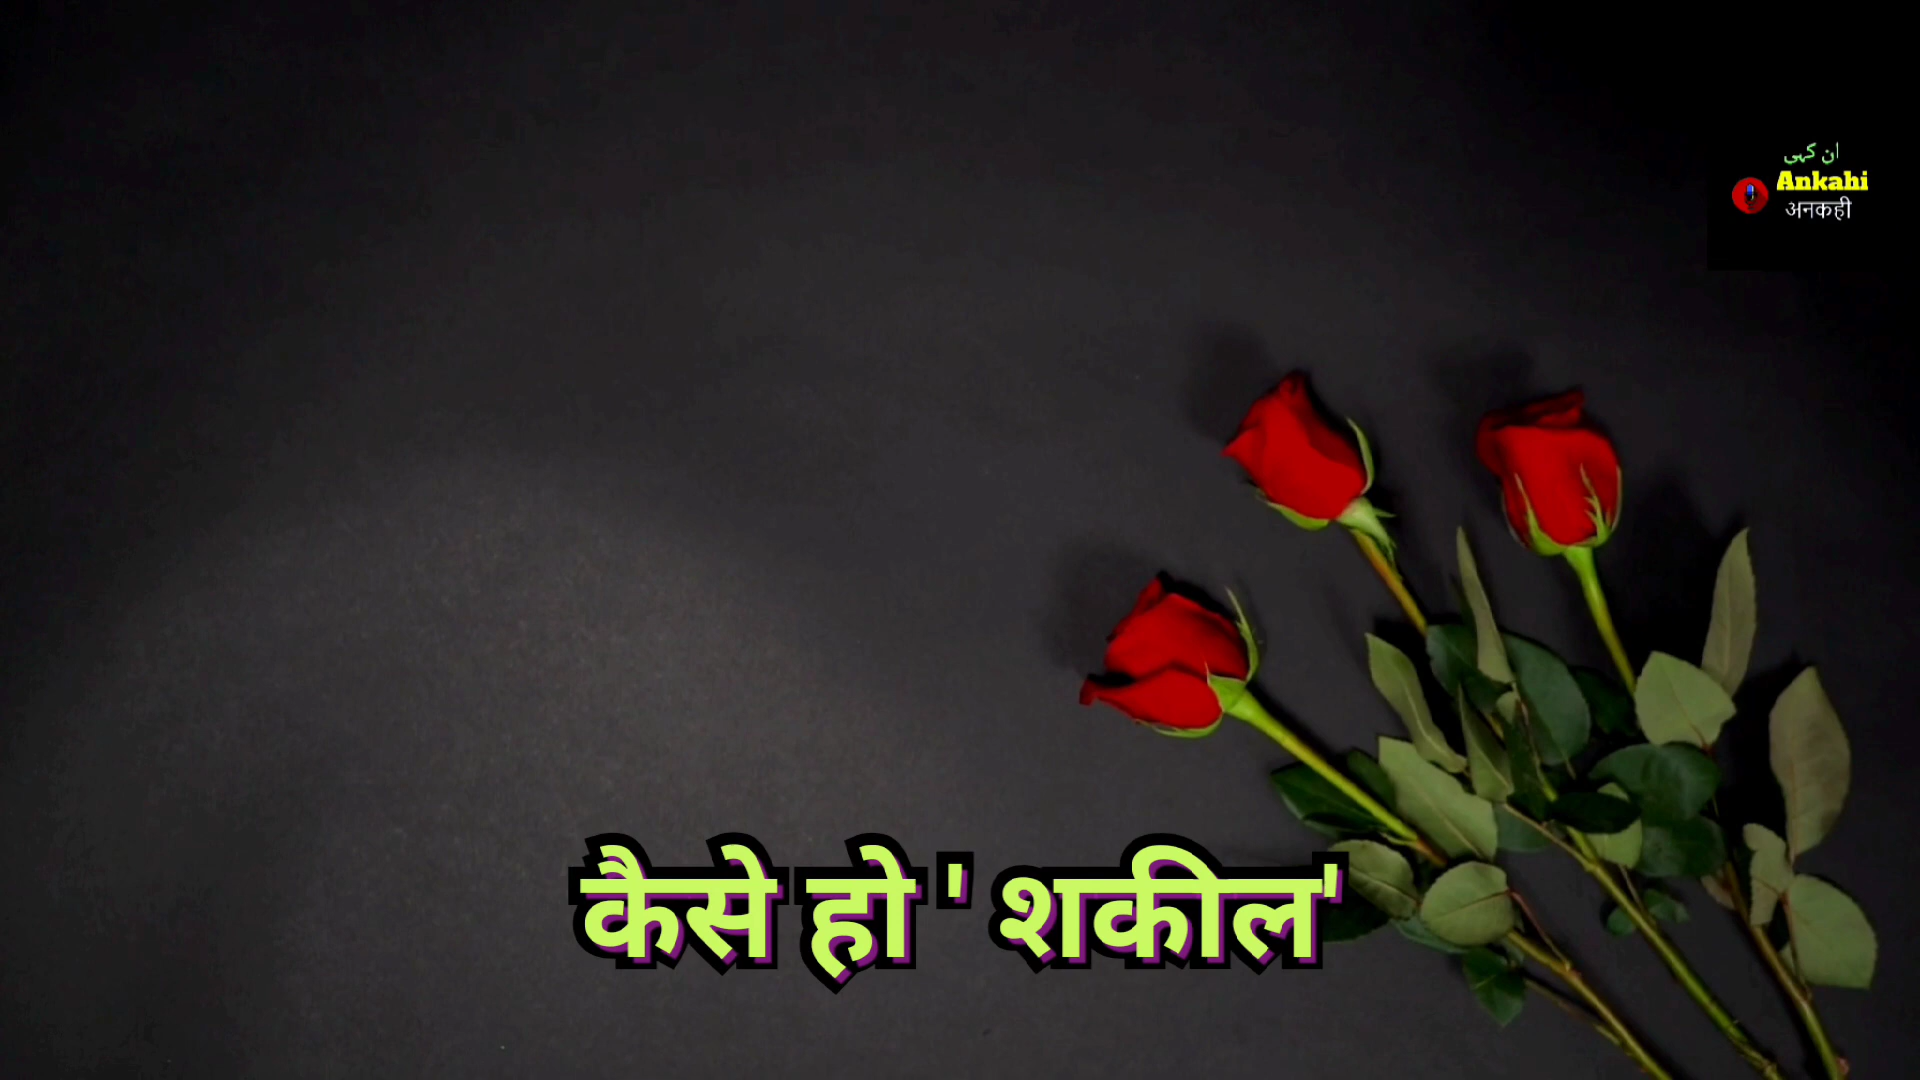 ان کہی
Ankahi
अनकही
कैसे हो ' शकील'